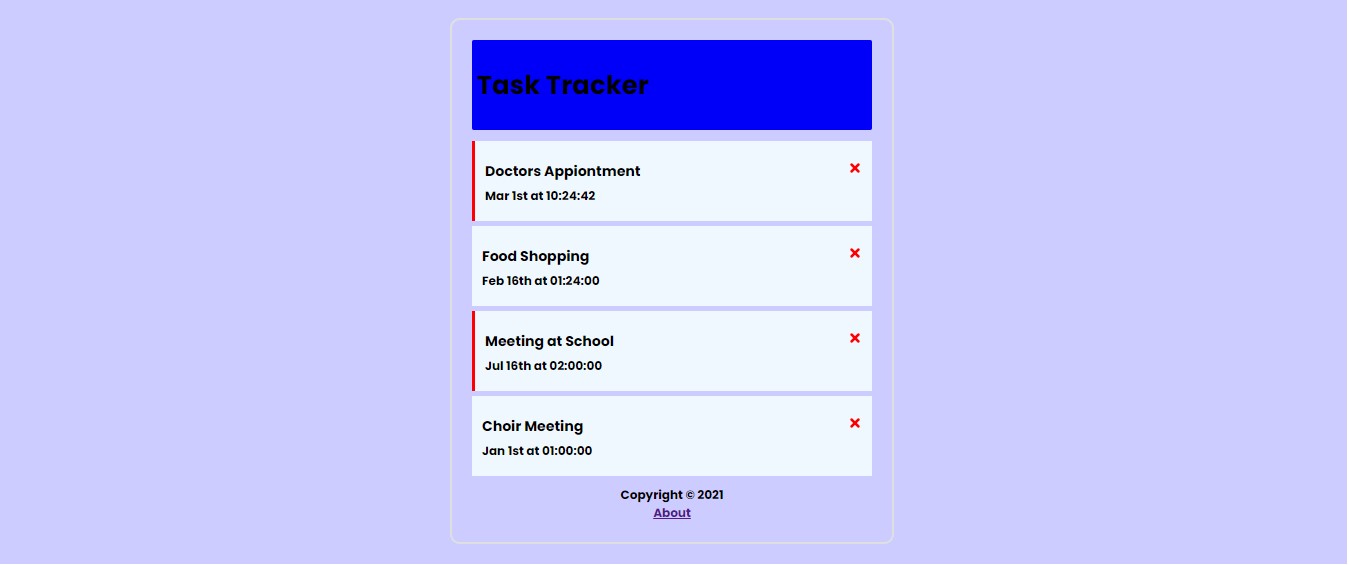 Task Tracker
Doctors Appiontment
Mar 1st at 10:24:42
Food Shopping
Feb 16th at 01:24:00
Meeting at School
Jul 16th at 02:00:00
Choir Meeting
Jan 1st at 01:00:00
Copyright © 2021
About